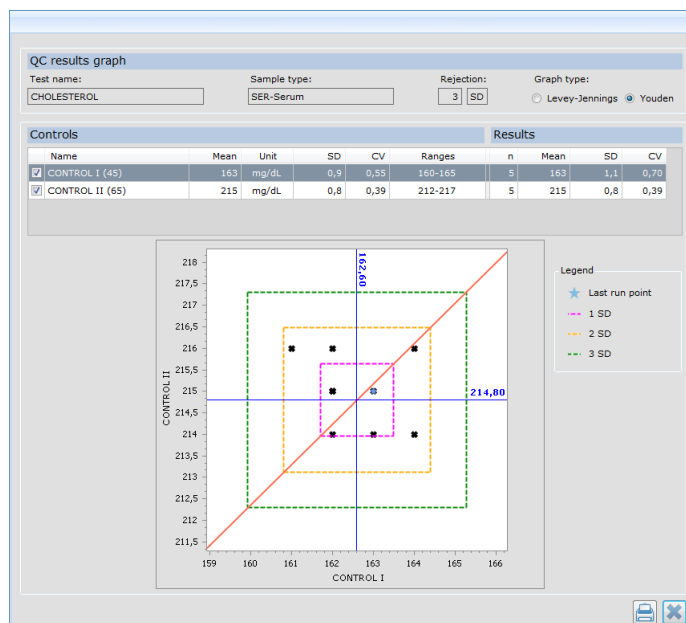 QC results graph
Test name: Sample type: Rejection: Graph type:
CHOLESTEROL SER-Serum 3 SD Levey-Jennings Youden
Controls Results
Name Mean Unit SD CV Ranges n Mean SD CV
CONTROL I (45) 163 mg/dL 0,9 0,55 160-165 5 163 1,1 0,70
CONTROL II (65) 215 mg/dL 0,8 0,39 212-217 5 215 0,8 0,39
162,60
218
217,5
217
216,5
216
215,5
215
214,5
214
213,5
213
212,5
212
211,5
CONTROL II
214,80
159 160 161 162 163 164 165 166
CONTROL I
Legend
Last run point
1 SD
2 SD
3 SD